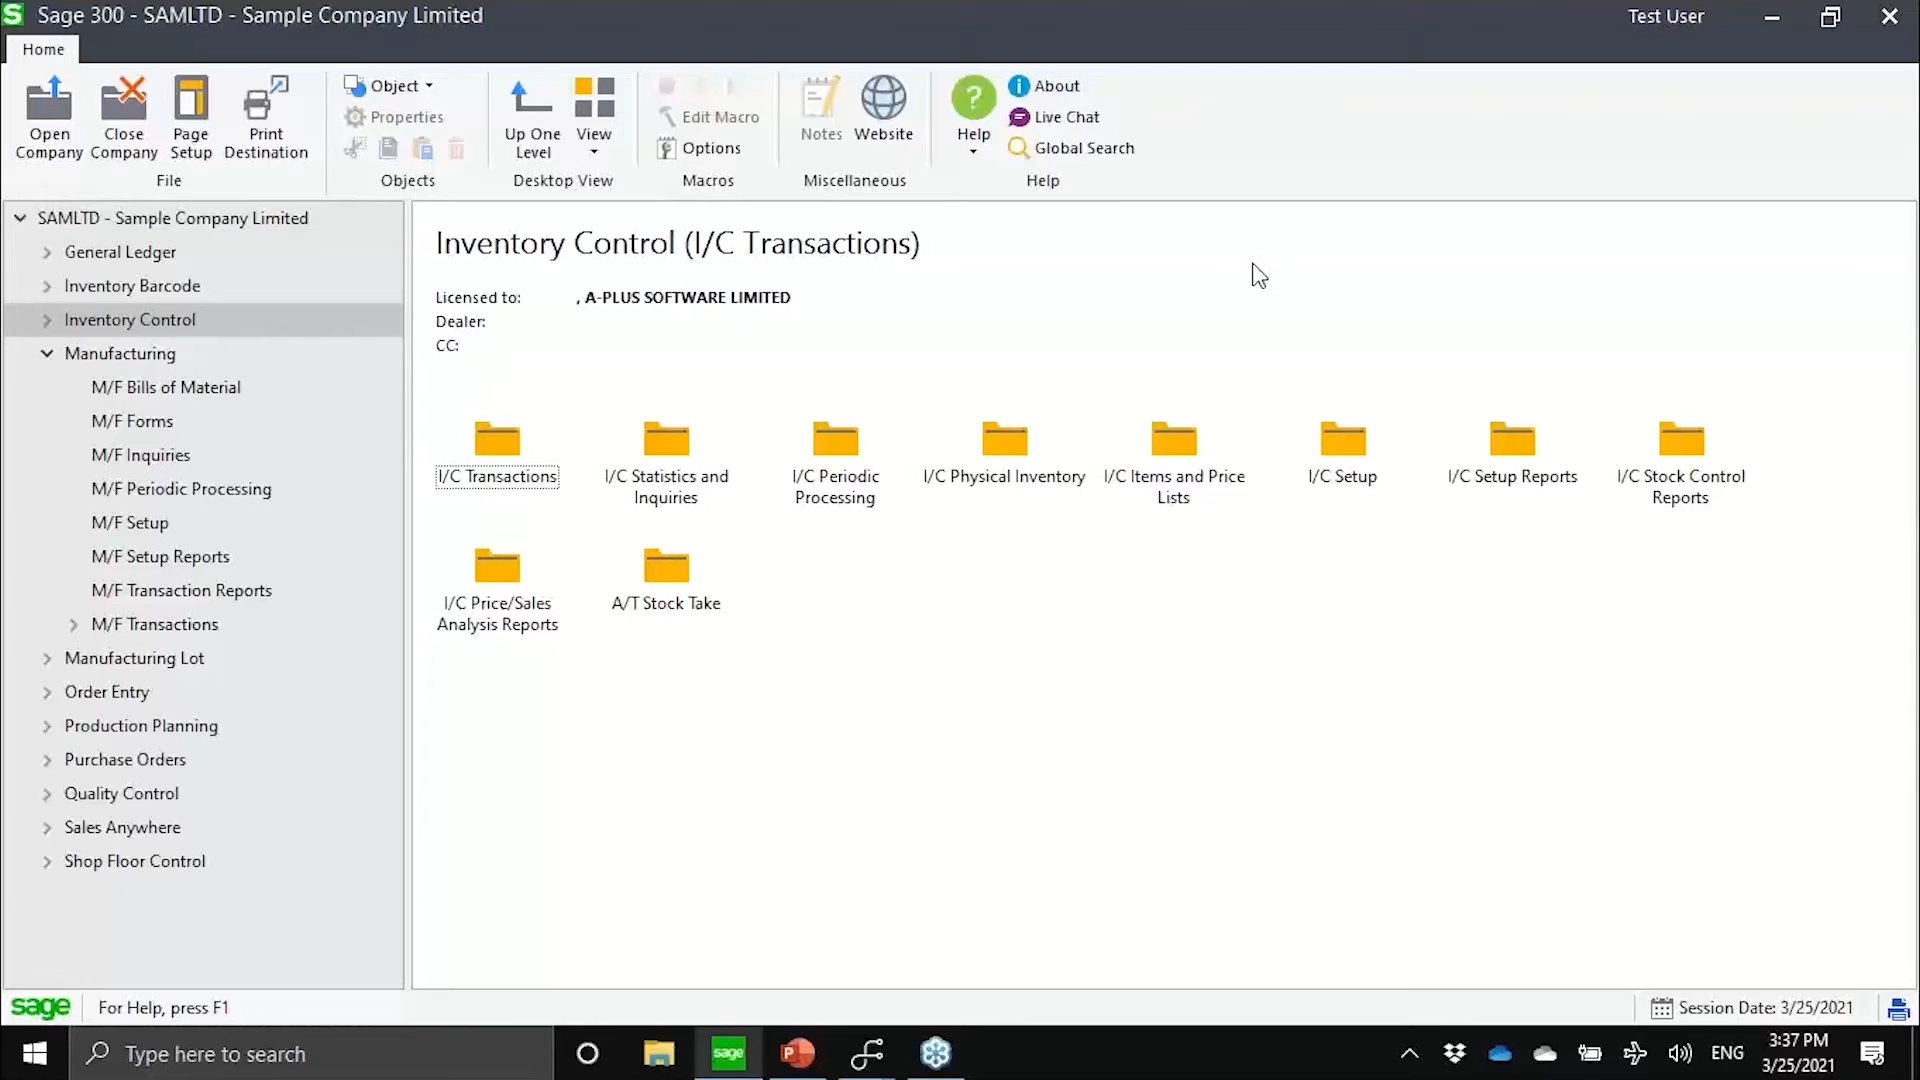 Sage 300 - SAMLTD - Sample Company Limited
Test User
Home
Open Company
Close Company
Page Setup
Print Destination
File
Object
Properties
Objects
Up One Level
View
Desktop View
Edit Macro
Options
Macros
Notes
Website
Miscellaneous
Help
About
Live Chat
Global Search
Help
SAMLTD - Sample Company Limited
General Ledger
Inventory Barcode
Inventory Control
Manufacturing
M/F Bills of Material
M/F Forms
M/F Inquiries
M/F Periodic Processing
M/F Setup
M/F Setup Reports
M/F Transaction Reports
M/F Transactions
Manufacturing Lot
Order Entry
Production Planning
Purchase Orders
Quality Control
Sales Anywhere
Shop Floor Control
Inventory Control (I/C Transactions)
Licensed to: , A-PLUS SOFTWARE LIMITED
Dealer:
CC:
I/C Transactions
I/C Statistics and
Inquiries
I/C Periodic
Processing
I/C Physical Inventory
I/C Items and Price
Lists
I/C Setup
I/C Setup Reports
I/C Stock Control
Reports
I/C Price/Sales
Analysis Reports
A/T Stock Take
sage
For Help, press F1
Session Date: 3/25/2021
Type here to search
sage
ENG
3:37 PM
3/25/2021